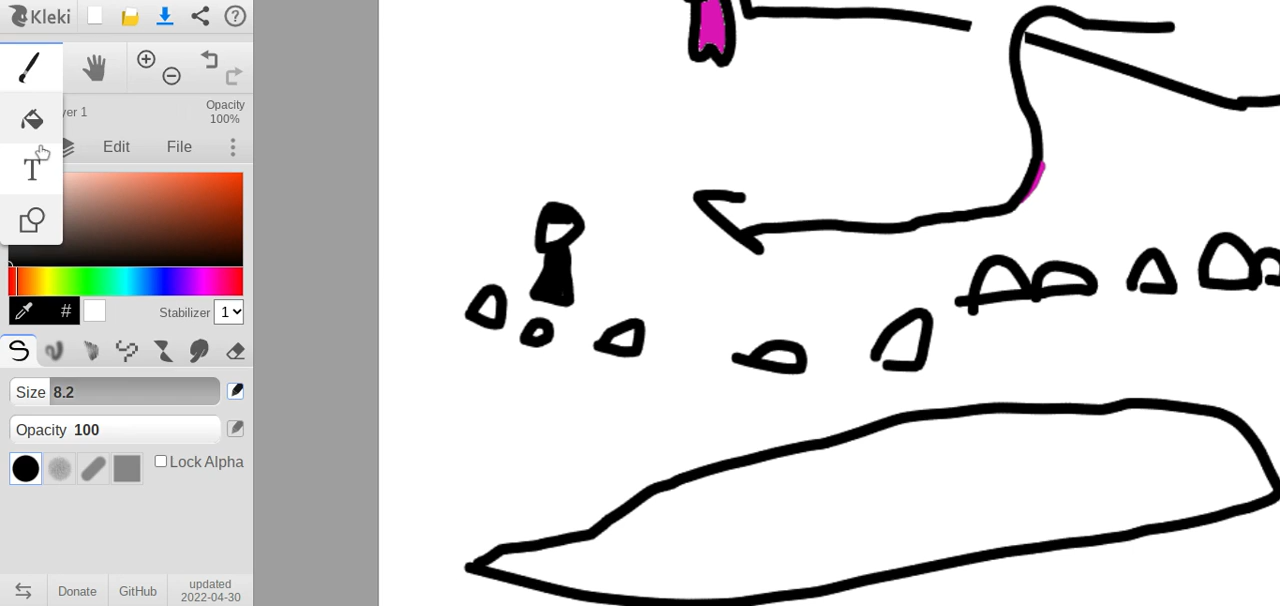 Kleki
yer 1
Opacity
100%
Edit
File
T
#
Stabilizer 1
Size 8.2
Opacity 100
Lock Alpha
Donate
GitHub
updated
2022-04-30